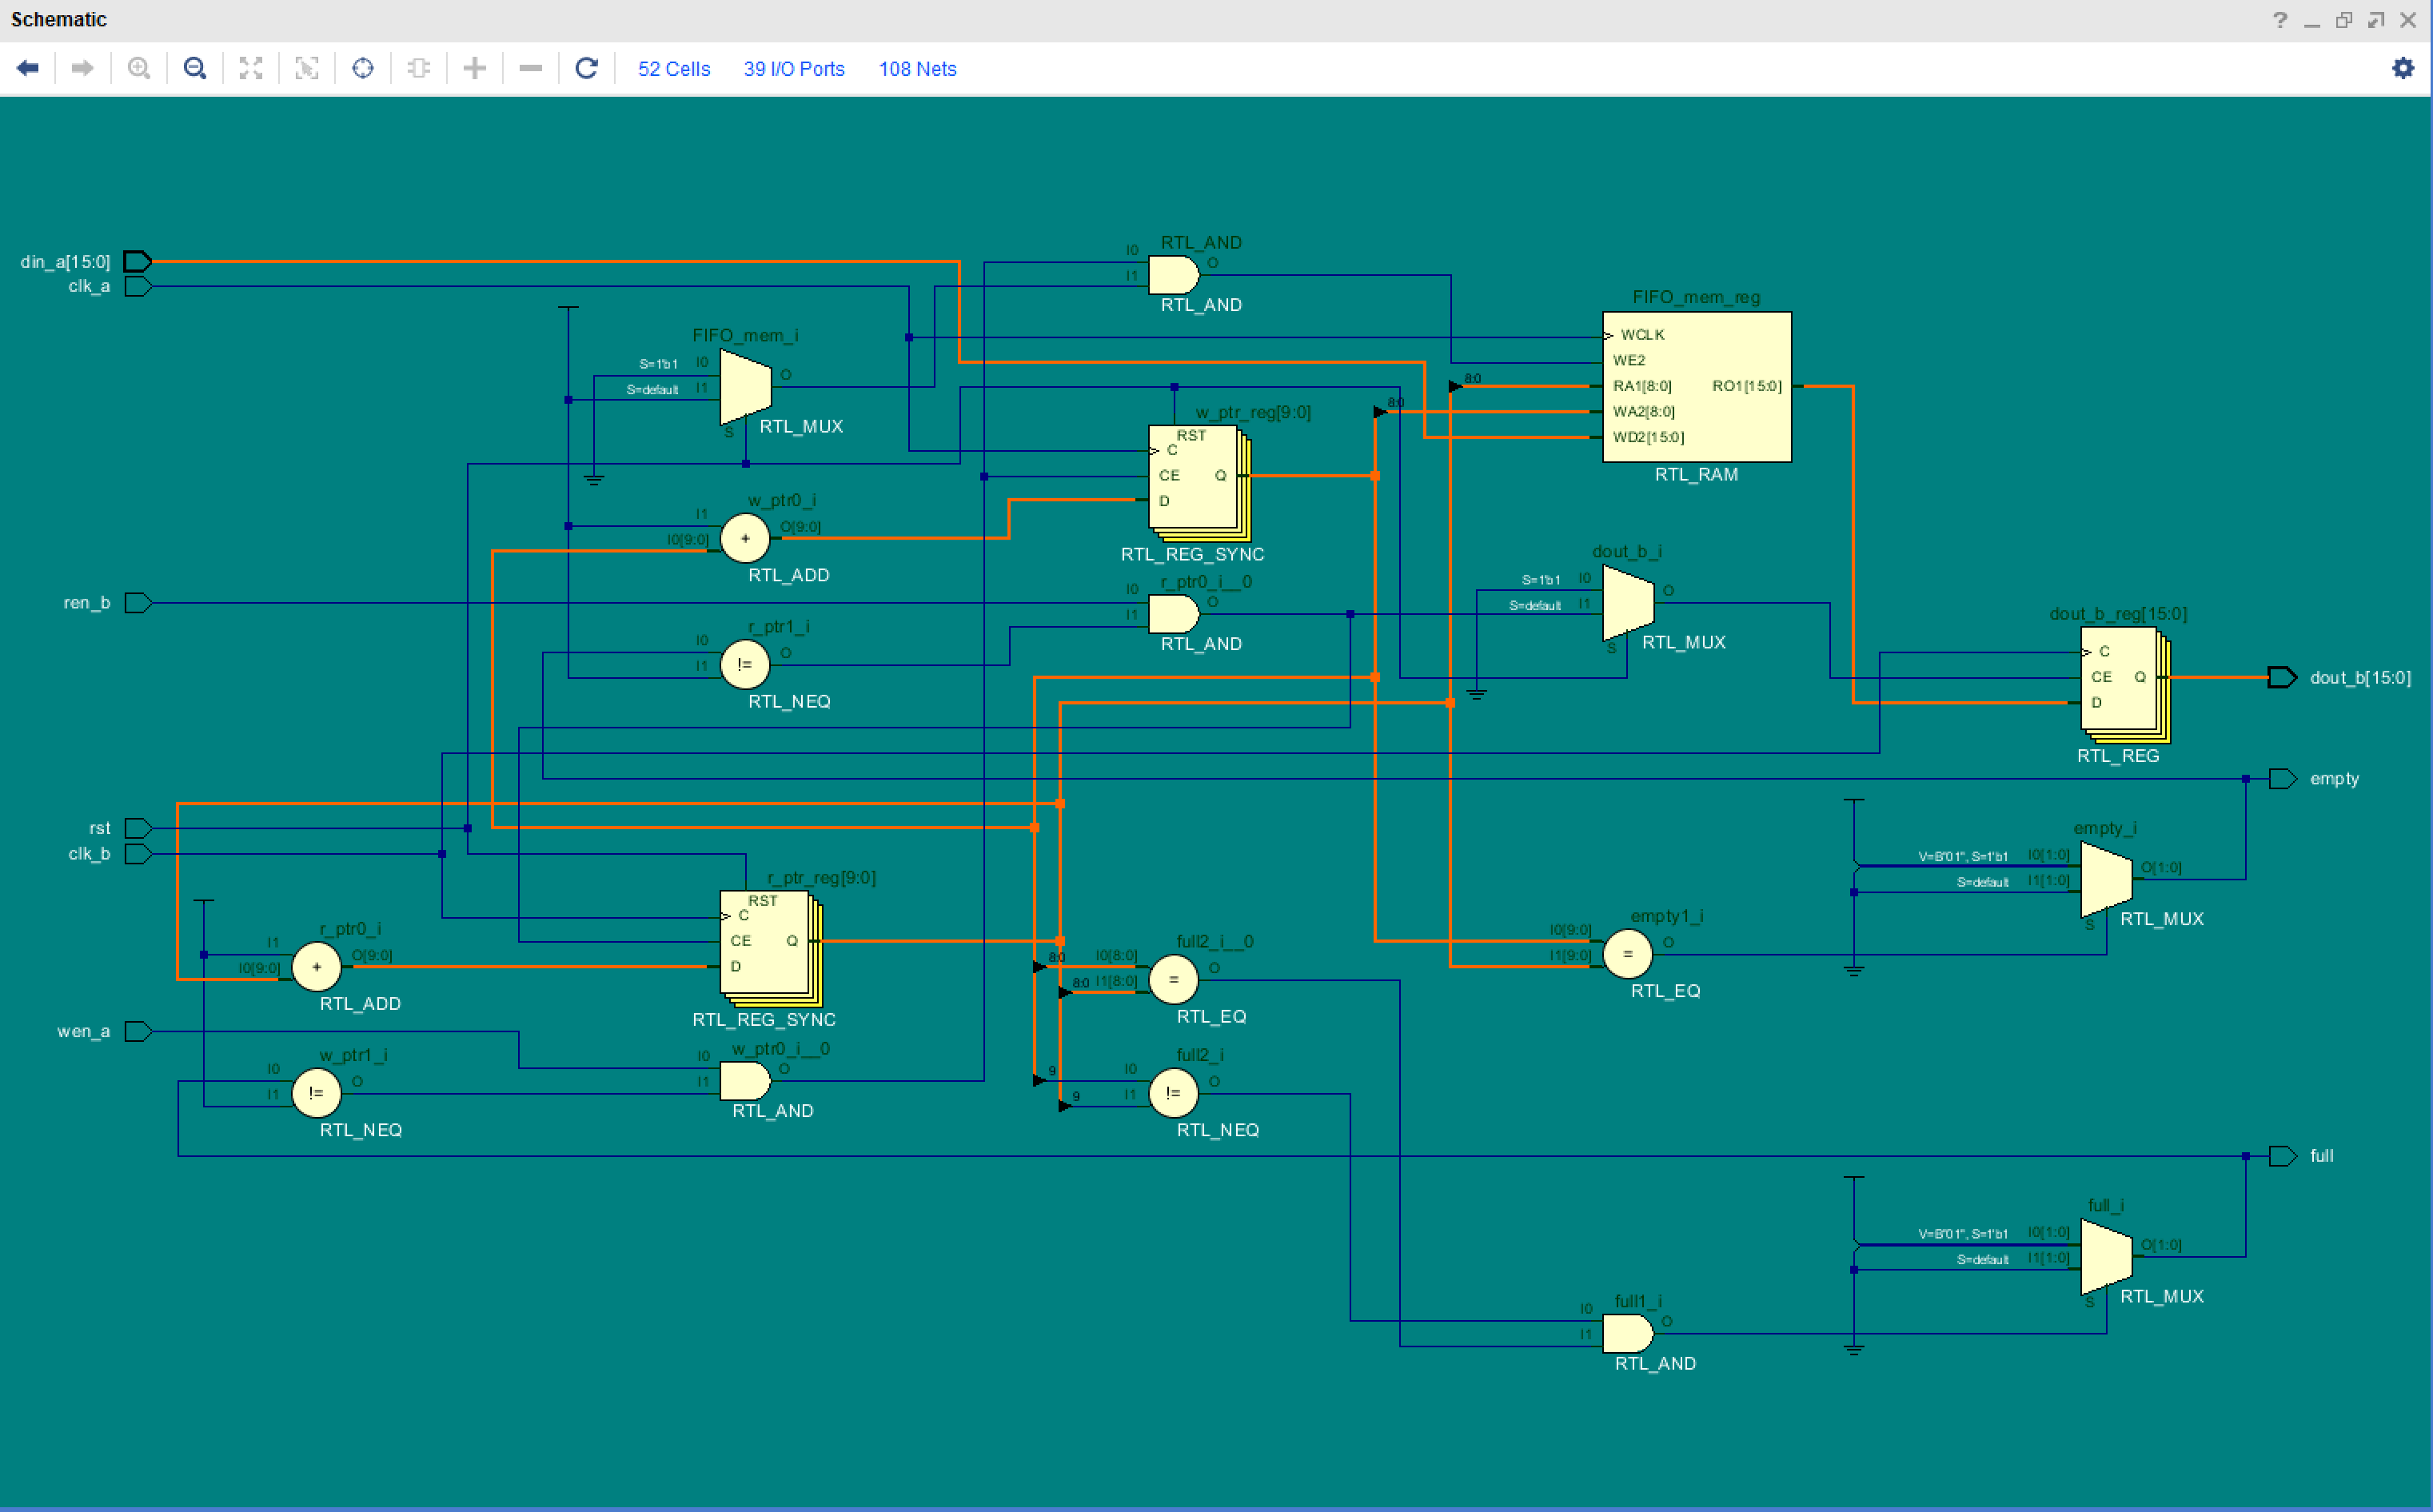 Schematic
52 Cells 39 I/O Ports 108 Nets
RTL_AND
I0 O
I1
RTL_AND
din_a[15:0]
clk_a
FIFO_mem_reg
WCLK
WE2
RA1[8:0] RO1[15:0]
WA2[8:0]
WD2[15:0]
RTL_RAM
8:0
8:0
FIFO_mem_i
S=1'b1 I0 O
S=default I1
S RTL_MUX
w_ptr_reg[9:0]
RST
C
CE Q
D
RTL_REG_SYNC
w_ptr0_i
I1 O[9:0]
I0[9:0] +
RTL_ADD
dout_b_i
S=1'b1 I0 O
S=default I1
S RTL_MUX
ren_b
r_ptr0_i__0
I0 O
I1
RTL_AND
r_ptr1_i
I0 O
I1 !=
RTL_NEQ
dout_b_reg[15:0]
C
CE Q
D
RTL_REG
dout_b[15:0]
empty
rst
clk_b
empty_i
V=B"01", S=1'b1 I0[1:0] O[1:0]
S=default I1[1:0]
S RTL_MUX
r_ptr_reg[9:0]
RST
C
CE Q
D
RTL_REG_SYNC
r_ptr0_i
I1 O[9:0]
I0[9:0] +
RTL_ADD
full2_i__0
8:0 I0[8:0] O
8:0 I1[8:0] =
RTL_EQ
empty1_i
I0[9:0] O
I1[9:0] =
RTL_EQ
wen_a
w_ptr1_i
I0 O
I1 !=
RTL_NEQ
w_ptr0_i__0
I0 O
I1
RTL_AND
full2_i
9 I0 O
9 I1 !=
RTL_NEQ
full
full_i
V=B"01", S=1'b1 I0[1:0] O[1:0]
S=default I1[1:0]
S RTL_MUX
full1_i
I0 O
I1
RTL_AND